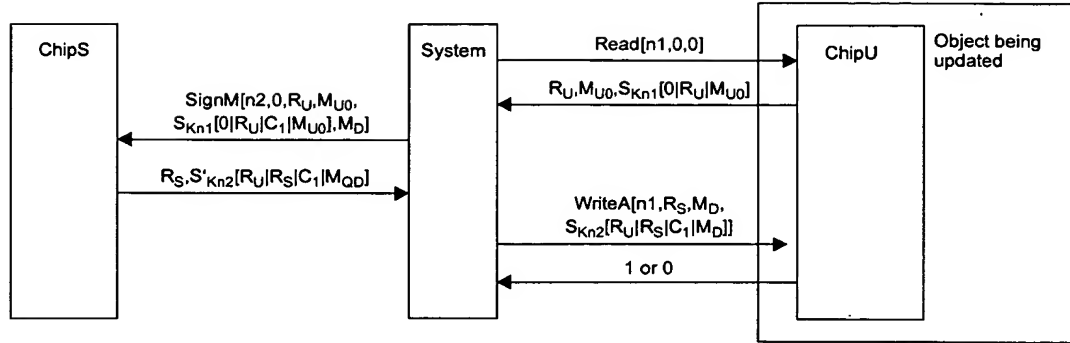 ChipS
System
Read[n1,0,0]
ChipU
Object being
updated
R_U,M_U0,S_Kn1[0|R_U|M_U0]
SignM[n2,0,R_U,M_U0,
S_Kn1[0|R_U|C_1|M_U0],M_D]
R_S,S'_Kn2[R_U|R_S|C_1|M_QD]
WriteA[n1,R_S,M_D,
S_Kn2[R_U|R_S|C_1|M_D]]
1 or 0